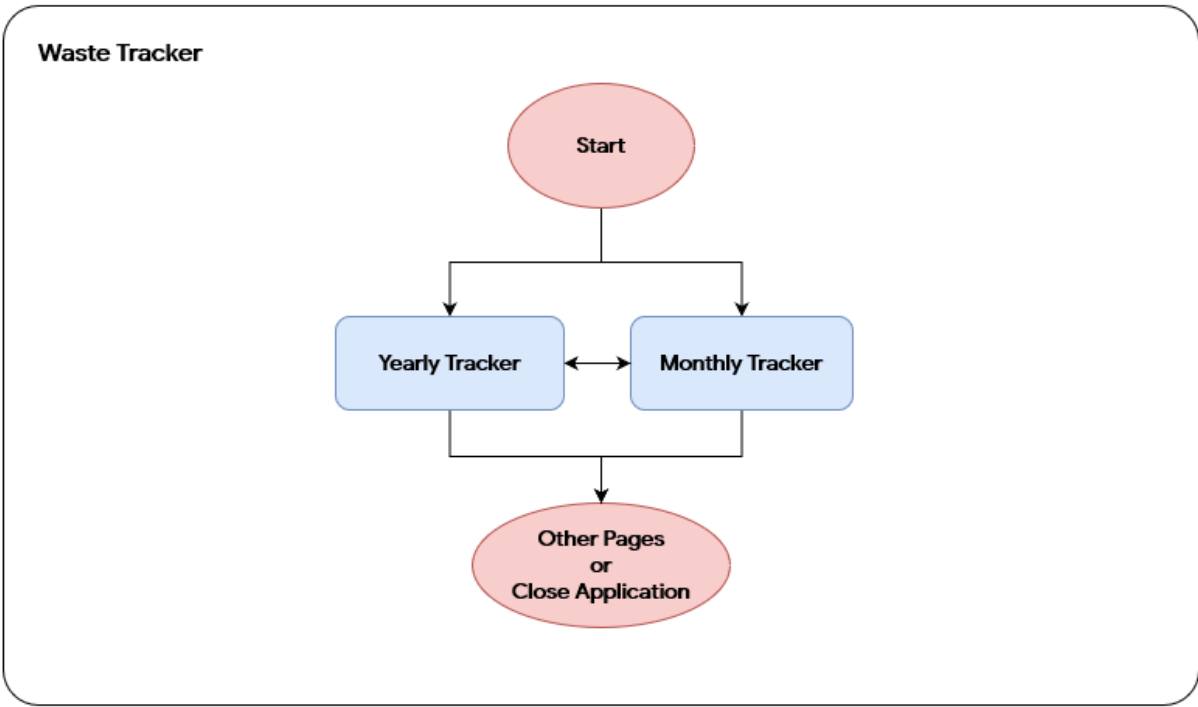 Waste Tracker
Start
Yearly Tracker
Monthly Tracker
Other Pages
or
Close Application